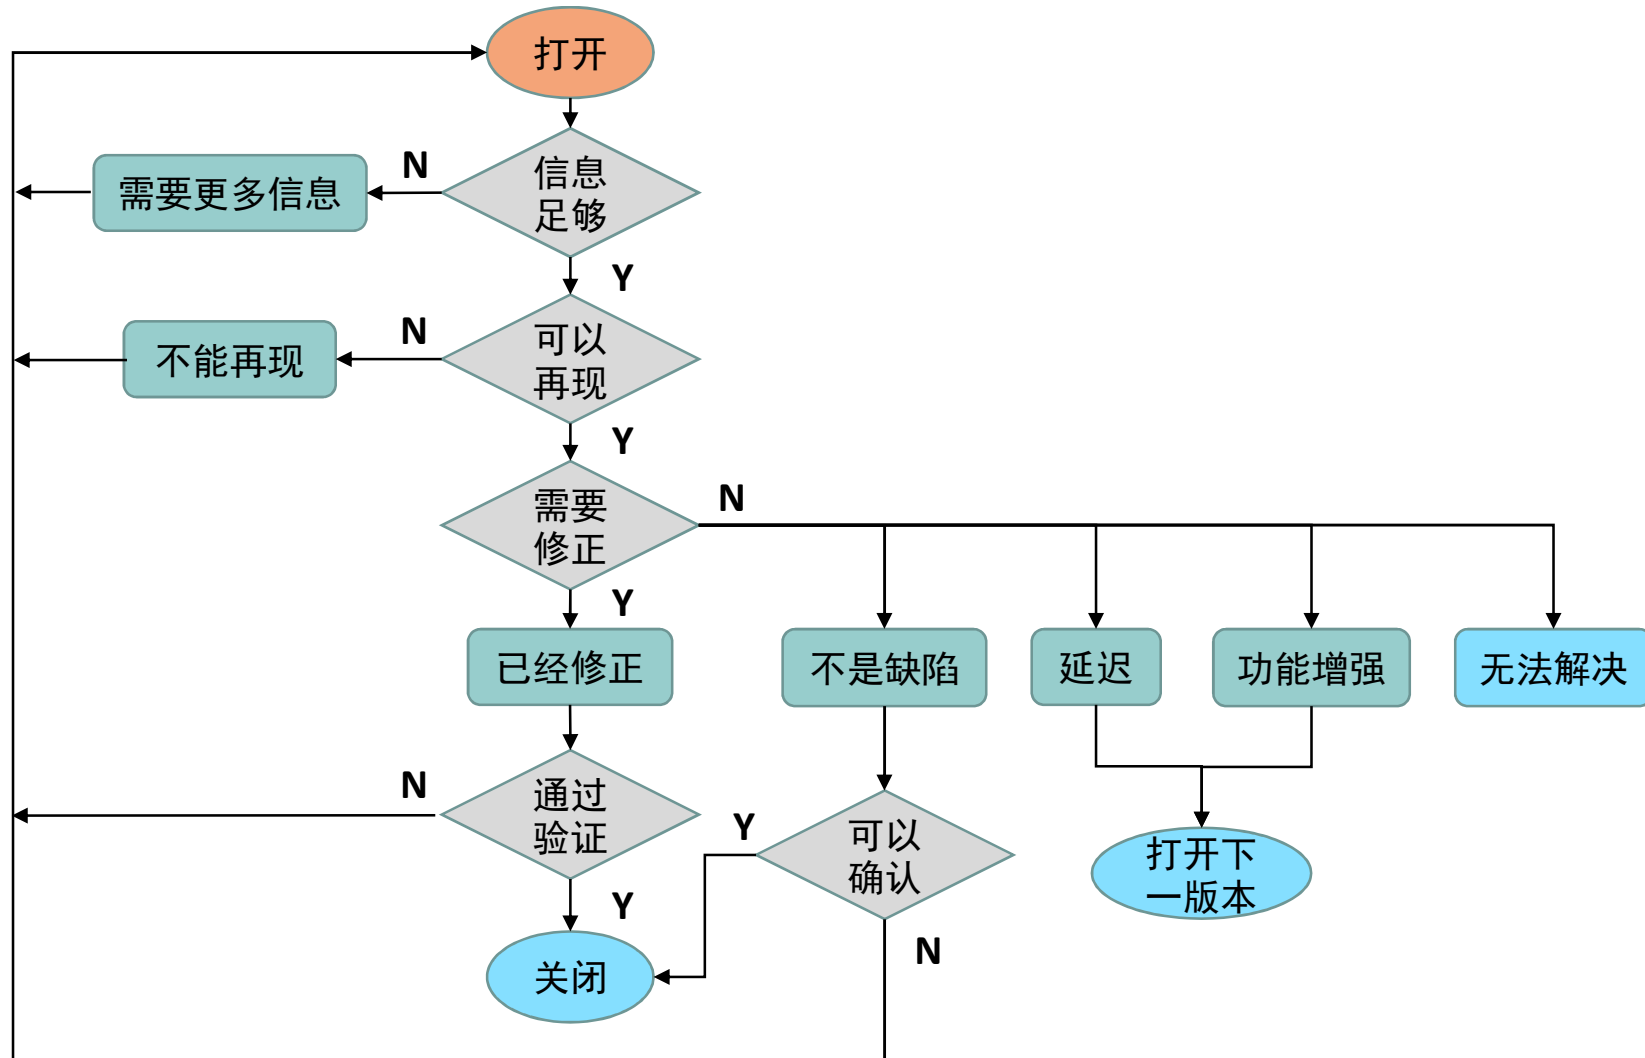 打开
信息
足够
N
需要更多信息
Y
可以
再现
N
不能再现
Y
需要
修正
N
Y
已经修正
不是缺陷
延迟
功能增强
无法解决
通过
验证
N
Y
可以
确认
Y
N
打开下
一版本
关闭